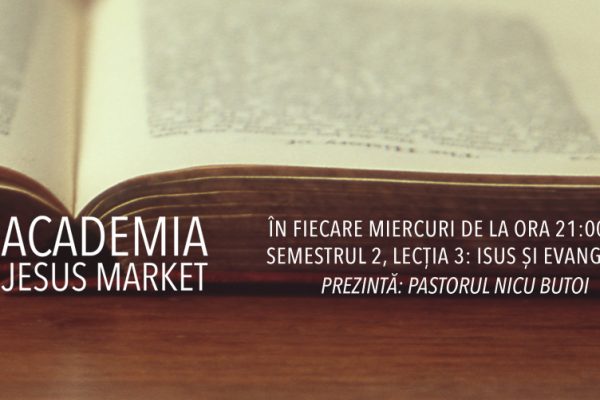 ACADEMIA
JESUS MARKET
ÎN FIECARE MIERCURI DE LA ORA 21:00
SEMESTRUL 2, LECȚIA 3: ISUS ȘI EVANG
PREZINTĂ: PASTORUL NICU BUTOI